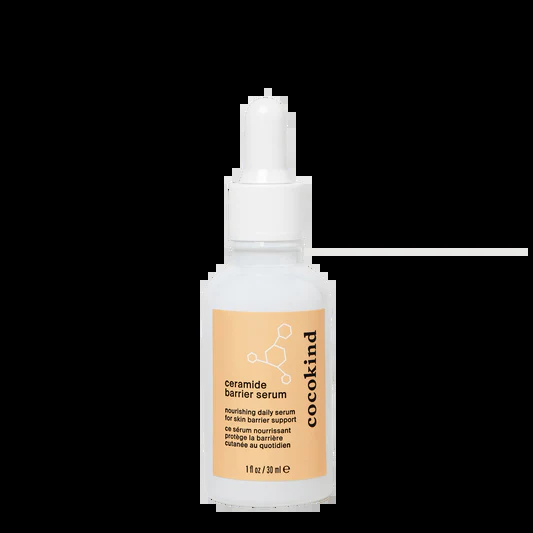 cocokind
ceramide
barrier serum
nourishing daily serum
for skin barrier support
ce sérum nourrissant
protège la barrière
cutanée au quotidien
1 fl oz / 30 ml ℮